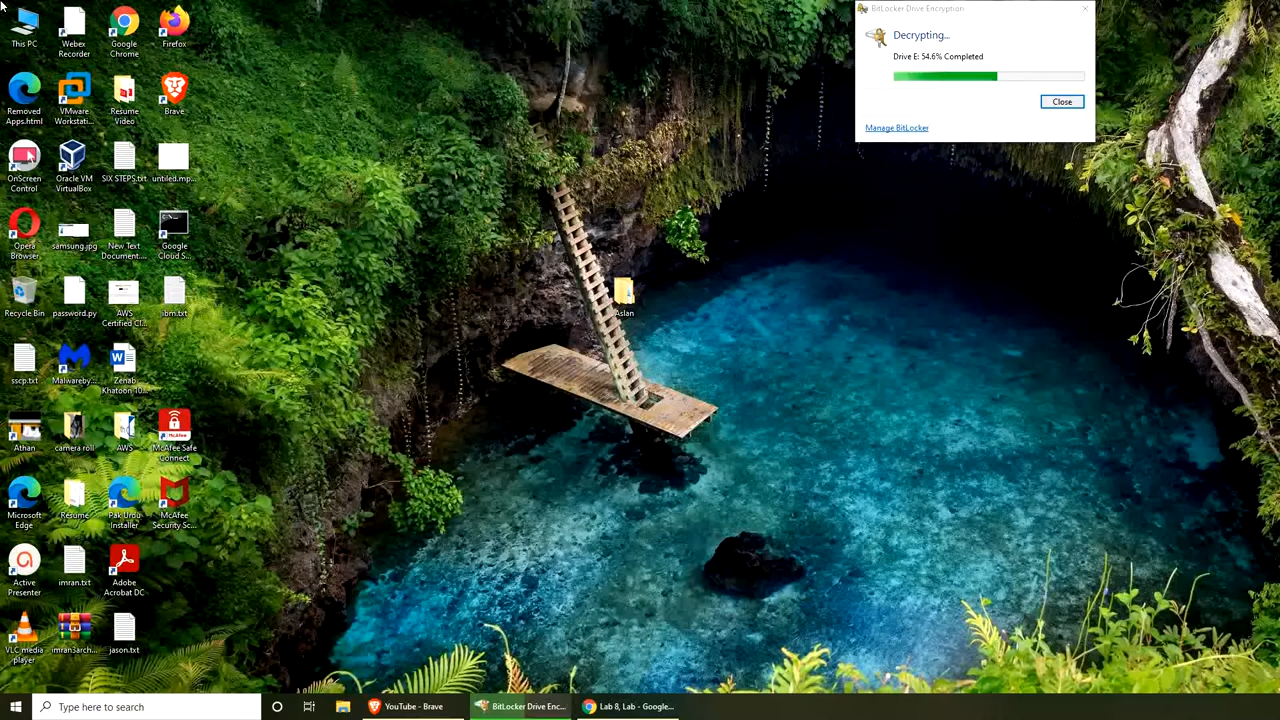 This PC
Webex
Recorder
Google
Chrome
Firefox
Removed
Apps.html
VMware
Workstati...
Resume
Video
Brave
OnScreen
Control
Oracle VM
VirtualBox
SIX STEPS.txt
untiled.mp...
Opera
Browser
samsung.jpg
New Text
Document...
Google
Cloud S...
Recycle Bin
password.py
AWS
Certified Cl...
ibm.txt
sscp.txt
Malwareby...
Zenab
Khatoon 10...
Athan
camera roll
AWS
McAfee
McAfee Safe
Connect
Microsoft
Edge
Resume
Pak Urdu
Installer
McAfee
Security Sc...
Active
Presenter
imran.txt
Adobe
Acrobat DC
VLC media
player
imran3arch...
jason.txt
Aslan
BitLocker Drive Encryption
Decrypting...
Drive E: 54.6% Completed
Close
Manage BitLocker
Type here to search
YouTube - Brave
BitLocker Drive Enc...
Lab 8, Lab - Google...